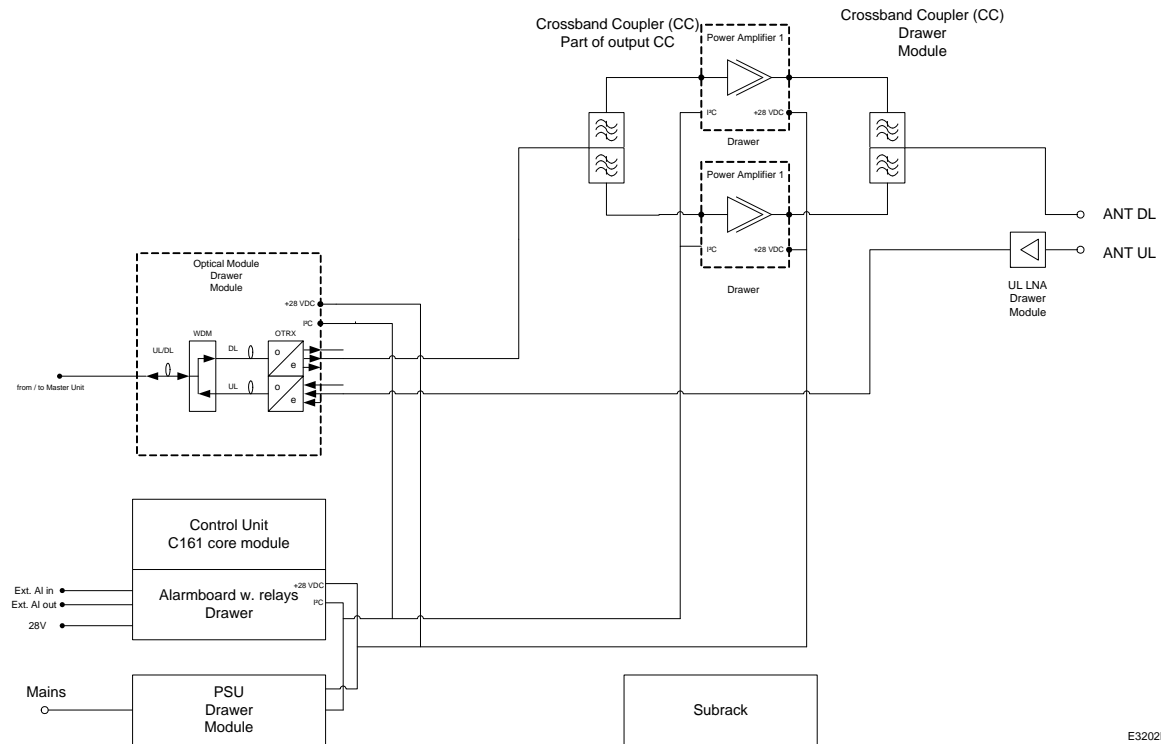 Crossband Coupler (CC)
Part of output CC
Crossband Coupler (CC)
Drawer
Module
Power Amplifier 1
I²C
+28 VDC
Drawer
Power Amplifier 1
I²C
+28 VDC
Drawer
ANT DL
ANT UL
UL LNA
Drawer
Module
Optical Module
Drawer
Module
+28 VDC
I²C
WDM
OTRX
UL/DL
DL
UL
o
e
o
e
from / to Master Unit
Control Unit
C161 core module
Alarmboard w. relays
Drawer
+28 VDC
I²C
Ext. Al in
Ext. Al out
28V
Mains
PSU
Drawer
Module
Subrack